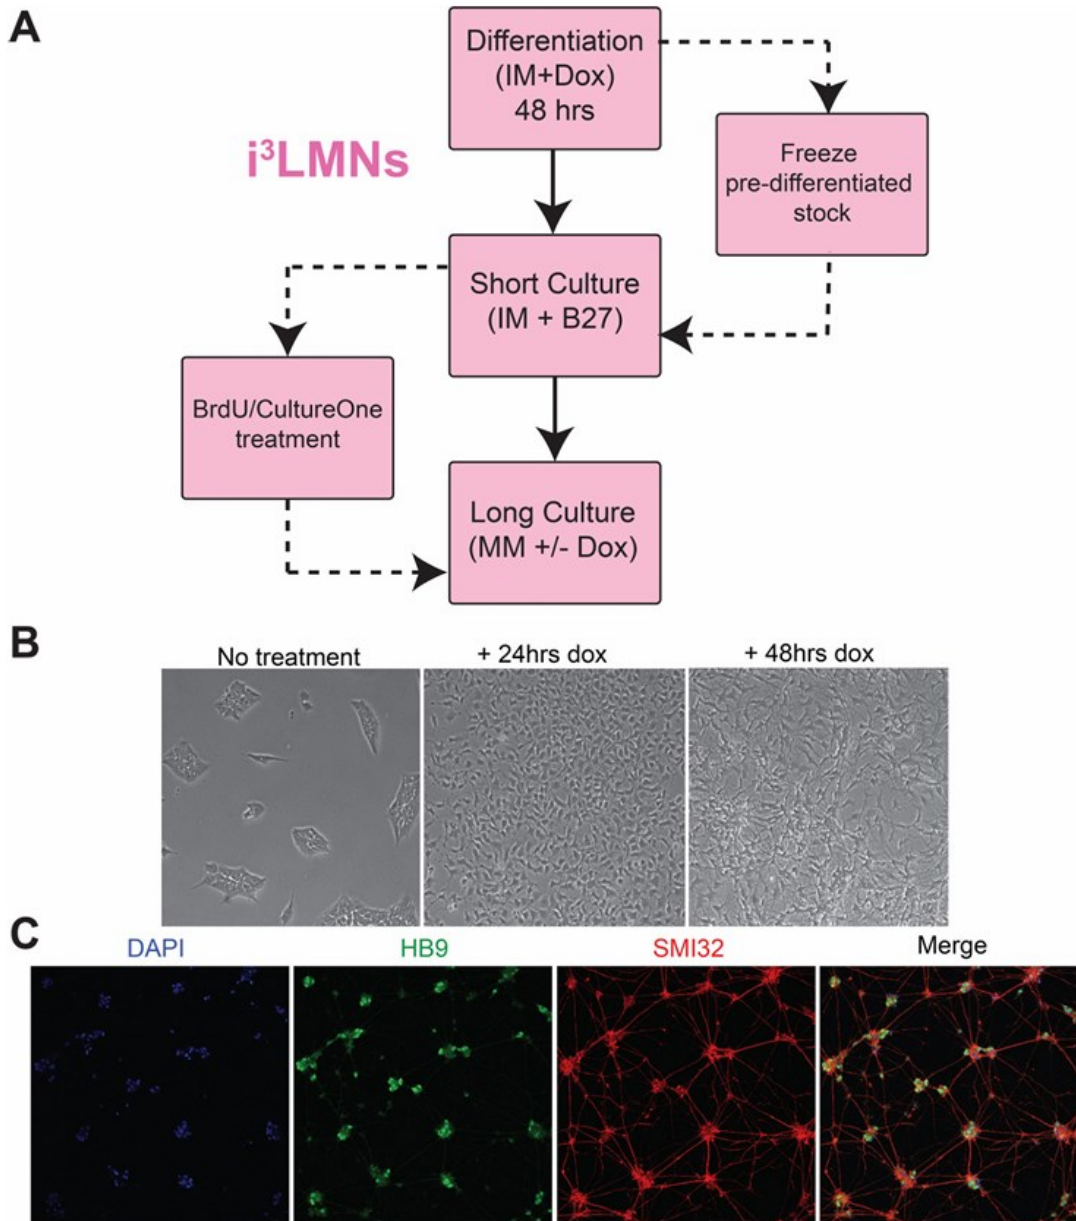 A
Differentiation
(IM+Dox)
48 hrs
i³LMNs
Freeze
pre-differentiated
stock
Short Culture
(IM + B27)
BrdU/CultureOne
treatment
Long Culture
(MM +/- Dox)
B
No treatment
+ 24hrs dox
+ 48hrs dox
C
DAPI
HB9
SMI32
Merge